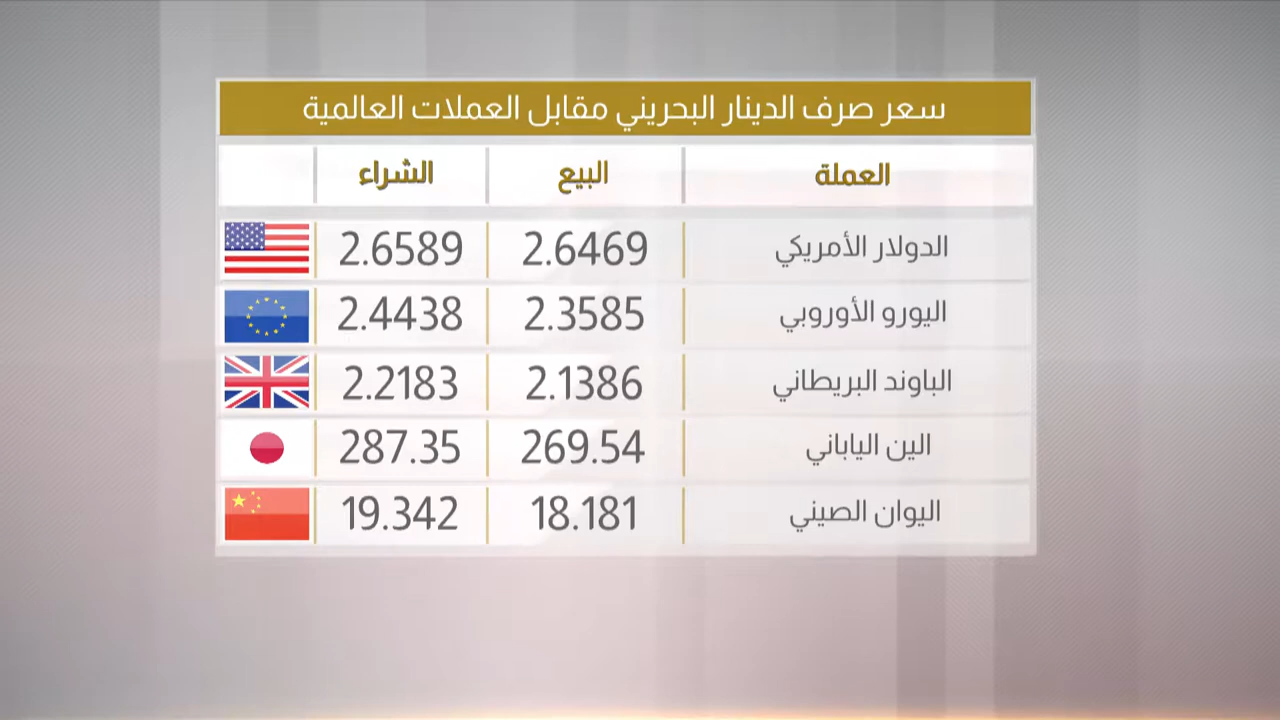 سعر صرف الدينار البحريني مقابل العملات العالمية
العملة البيع الشراء
الدولار الأمريكي 2.6469 2.6589
اليورو الأوروبي 2.3585 2.4438
الباوند البريطاني 2.1386 2.2183
الين الياباني 269.54 287.35
اليوان الصيني 18.181 19.342